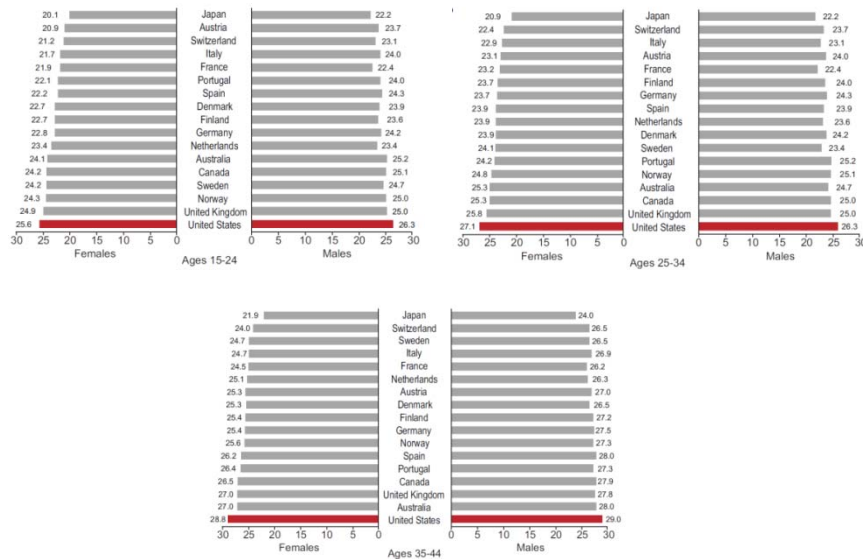 20.1 Japan 22.2
20.9 Austria 23.7
21.2 Switzerland 23.1
21.7 Italy 24.0
21.9 France 22.4
22.1 Portugal 24.0
22.2 Spain 24.3
22.7 Denmark 23.9
22.7 Finland 23.6
22.8 Germany 24.2
23.4 Netherlands 23.4
24.1 Australia 25.2
24.2 Canada 25.1
24.2 Sweden 24.7
24.3 Norway 25.0
24.9 United Kingdom 25.0
25.6 United States 26.3
30 25 20 15 10 5 0 0 5 10 15 20 25 30
Females Males
Ages 15-24
20.9 Japan 22.2
22.4 Switzerland 23.7
22.9 Italy 23.1
23.1 Austria 24.0
23.2 France 22.4
23.7 Finland 24.0
23.7 Germany 24.3
23.9 Spain 23.9
23.9 Netherlands 23.6
23.9 Denmark 24.2
24.1 Sweden 23.4
24.2 Portugal 25.2
24.8 Norway 25.1
25.3 Australia 24.7
25.3 Canada 25.0
25.8 United Kingdom 25.0
27.1 United States 26.3
30 25 20 15 10 5 0 0 5 10 15 20 25 30
Females Males
Ages 25-34
21.9 Japan 24.0
24.0 Switzerland 26.5
24.7 Sweden 26.5
24.7 Italy 26.9
24.5 France 26.2
25.1 Netherlands 26.3
25.3 Austria 27.0
25.3 Denmark 26.5
25.4 Finland 27.2
25.4 Germany 27.5
25.6 Norway 27.3
26.2 Spain 28.0
26.4 Portugal 27.3
26.5 Canada 27.9
27.0 United Kingdom 27.8
27.0 Australia 28.0
28.8 United States 29.0
30 25 20 15 10 5 0 0 5 10 15 20 25 30
Females Males
Ages 35-44